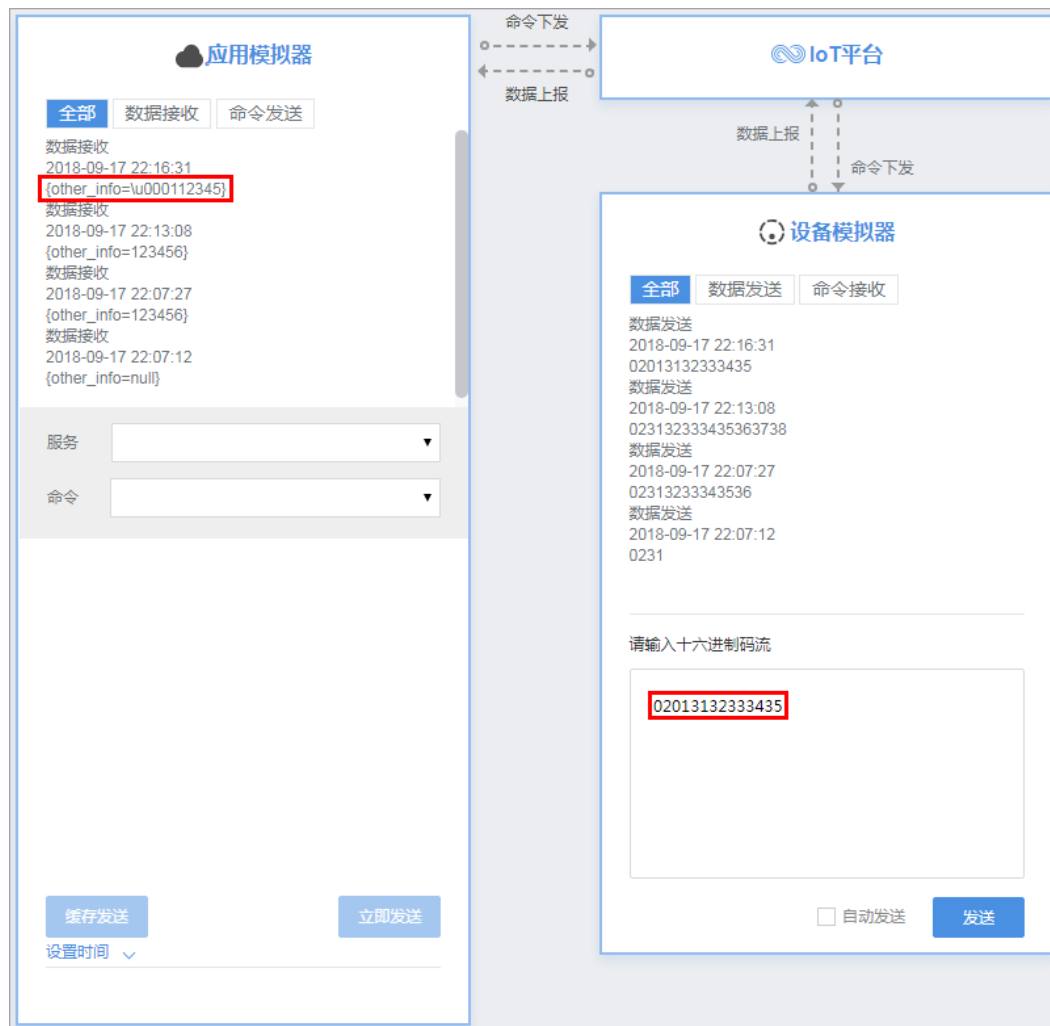 应用模拟器
全部 数据接收 命令发送
数据接收
2018-09-17 22:16:31
{other_info=\u000112345}
数据接收
2018-09-17 22:13:08
{other_info=123456}
数据接收
2018-09-17 22:07:27
{other_info=123456}
数据接收
2018-09-17 22:07:12
{other_info=null}
服务
命令
缓存发送 立即发送
设置时间
命令下发
数据上报
IoT平台
数据上报
命令下发
设备模拟器
全部 数据发送 命令接收
数据发送
2018-09-17 22:16:31
02013132333435
数据发送
2018-09-17 22:13:08
023132333435363738
数据发送
2018-09-17 22:07:27
02313233343536
数据发送
2018-09-17 22:07:12
0231
请输入十六进制码流
02013132333435
自动发送 发送